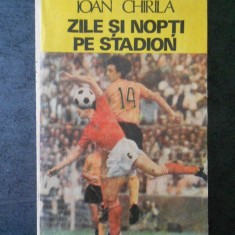 IOAN CHIRILĂ
ZILE ȘI NOPȚI
PE STADION
14